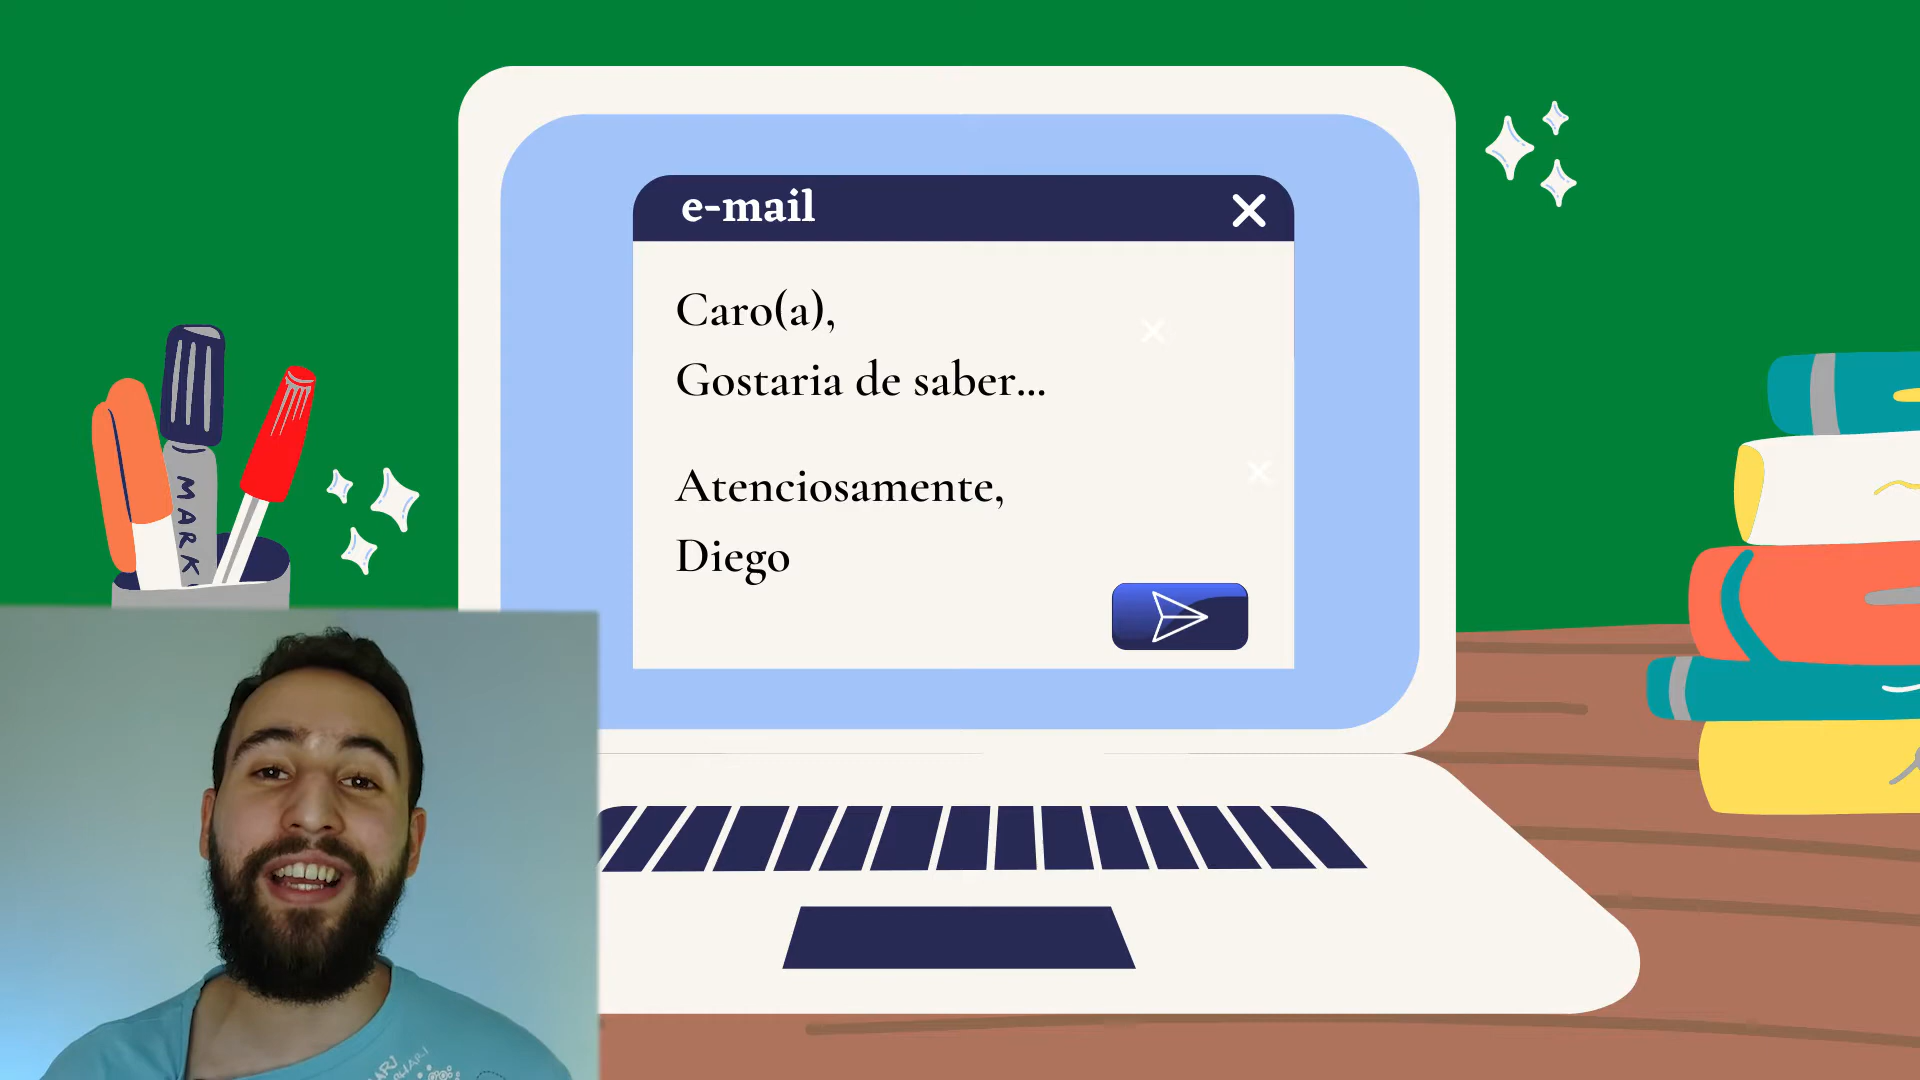 e-mail
Caro(a),
Gostaria de saber...
Atenciosamente,
Diego
MARK